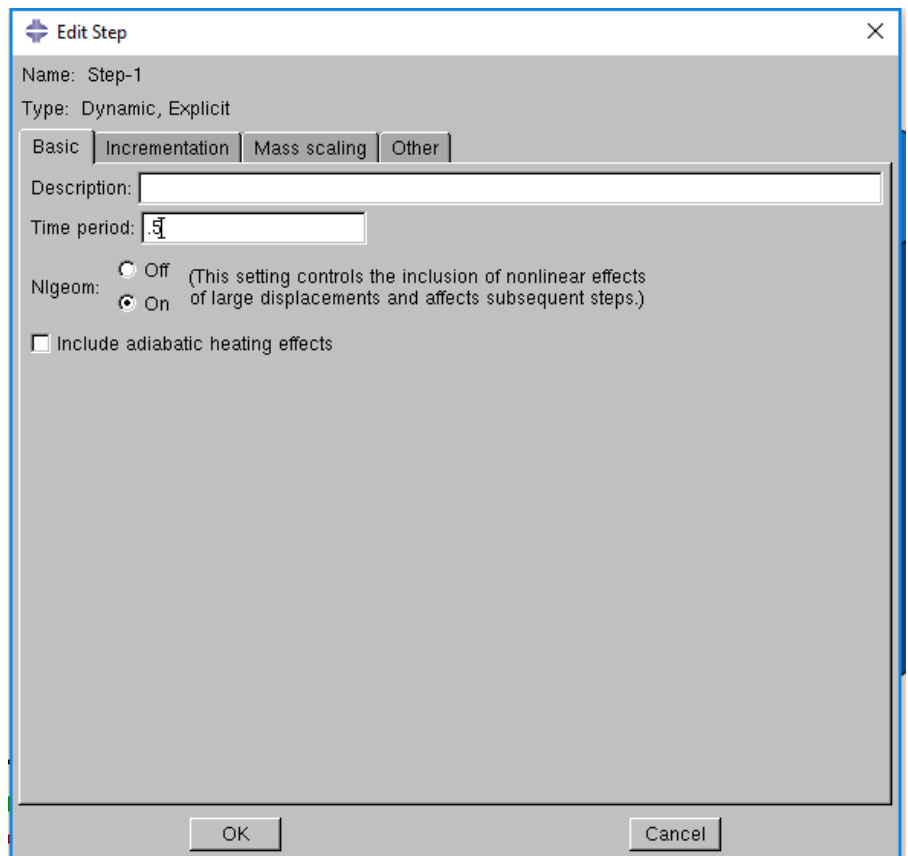 Edit Step
Name: Step-1
Type: Dynamic, Explicit
Basic Incrementation Mass scaling Other
Description:
Time period: .5
Nlgeom: Off (This setting controls the inclusion of nonlinear effects
On of large displacements and affects subsequent steps.)
Include adiabatic heating effects
OK Cancel